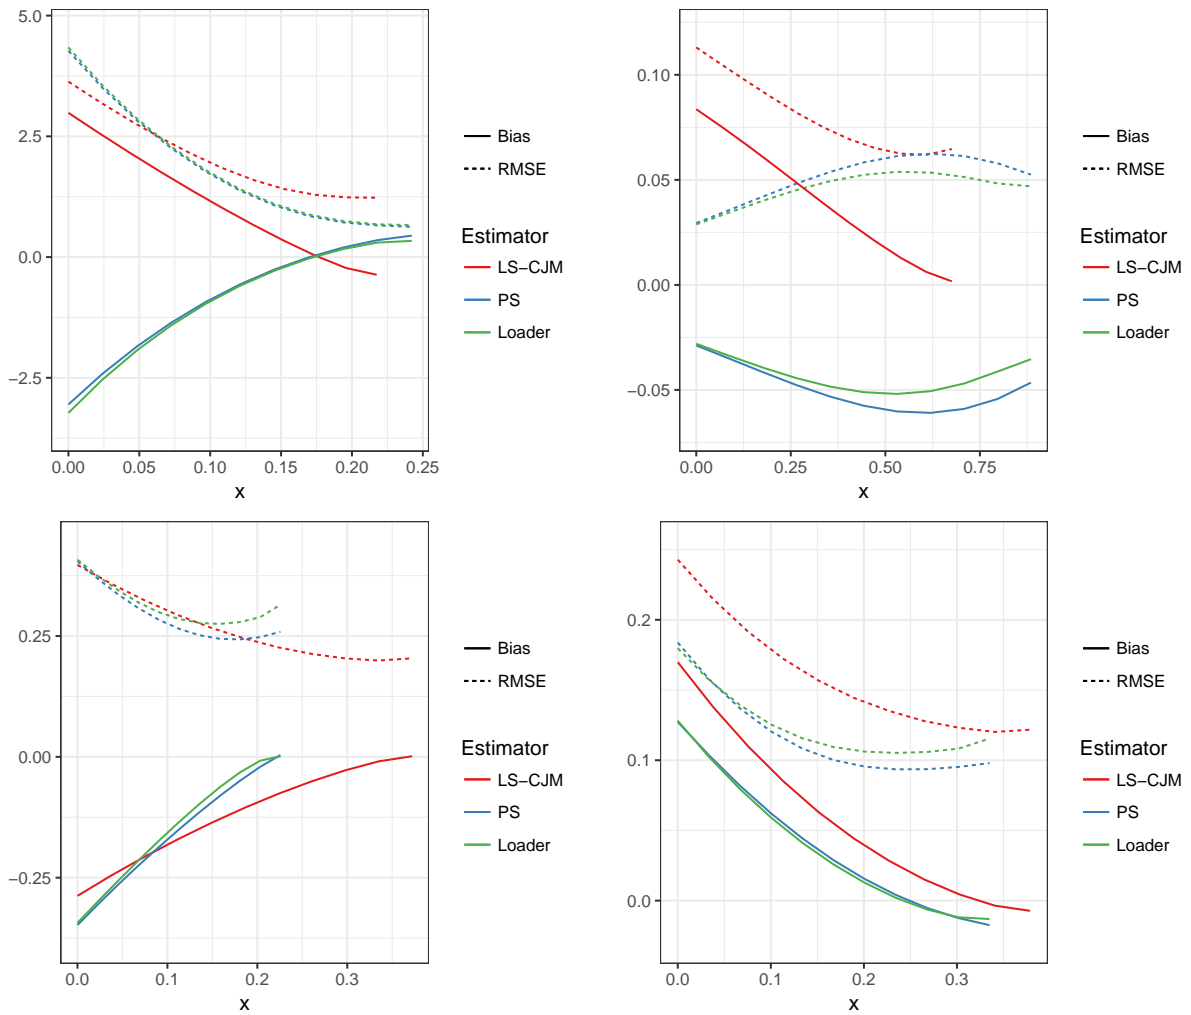 5.0
2.5
0.0
−2.5
0.00 0.05 0.10 0.15 0.20 0.25
x
Bias
RMSE
Estimator
LS−CJM
PS
Loader
0.10
0.05
0.00
−0.05
0.00 0.25 0.50 0.75
x
Bias
RMSE
Estimator
LS−CJM
PS
Loader
0.25
0.00
−0.25
0.0 0.1 0.2 0.3
x
Bias
RMSE
Estimator
LS−CJM
PS
Loader
0.2
0.1
0.0
0.0 0.1 0.2 0.3
x
Bias
RMSE
Estimator
LS−CJM
PS
Loader